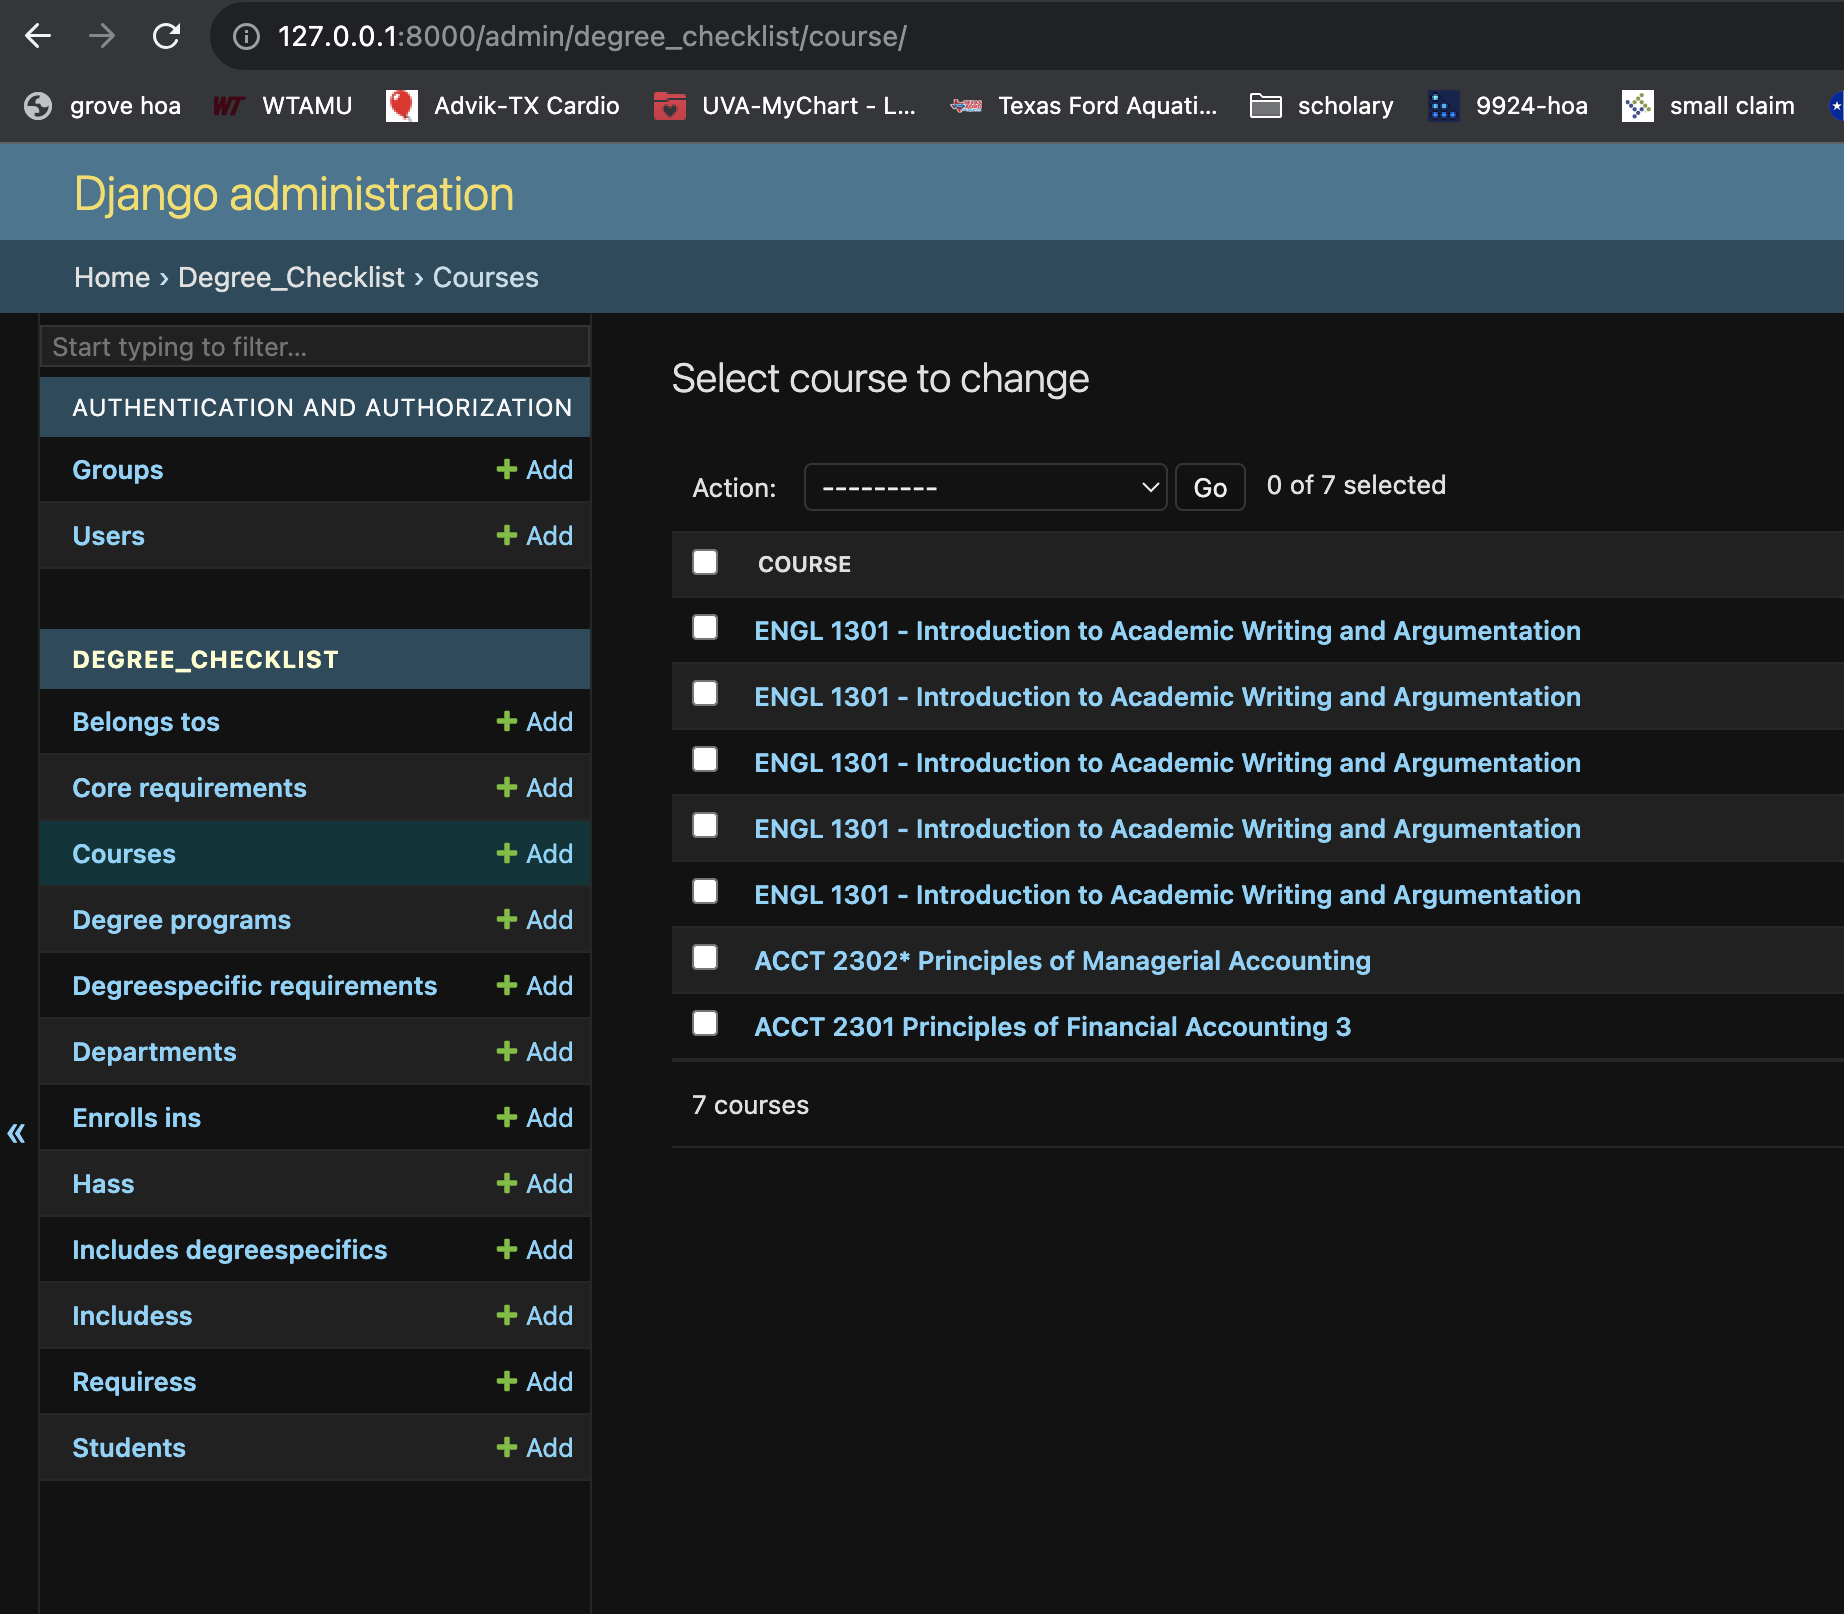 127.0.0.1:8000/admin/degree_checklist/course/
grove hoa WT WTAMU Advik-TX Cardio UVA-MyChart - L... Texas Ford Aquati... scholary 9924-hoa small claim
Django administration
Home › Degree_Checklist › Courses
Start typing to filter...
AUTHENTICATION AND AUTHORIZATION
Groups + Add
Users + Add
DEGREE_CHECKLIST
Belongs tos + Add
Core requirements + Add
Courses + Add
Degree programs + Add
Degreespecific requirements + Add
Departments + Add
Enrolls ins + Add
«
Hass + Add
Includes degreespecifics + Add
Includess + Add
Requiress + Add
Students + Add
Select course to change
Action: --------- Go 0 of 7 selected
COURSE
ENGL 1301 - Introduction to Academic Writing and Argumentation
ENGL 1301 - Introduction to Academic Writing and Argumentation
ENGL 1301 - Introduction to Academic Writing and Argumentation
ENGL 1301 - Introduction to Academic Writing and Argumentation
ENGL 1301 - Introduction to Academic Writing and Argumentation
ACCT 2302* Principles of Managerial Accounting
ACCT 2301 Principles of Financial Accounting 3
7 courses